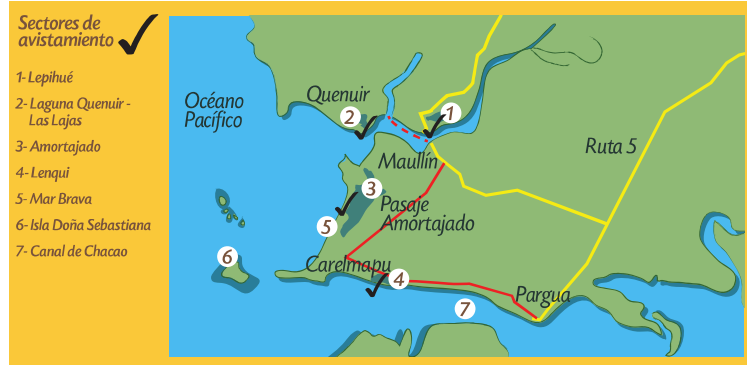 Sectores de
avistamiento
1- Lepihué
2- Laguna Quenuir -
Las Lajas
3- Amortajado
4- Lenqui
5- Mar Brava
6- Isla Doña Sebastiana
7- Canal de Chacao
Océano
Pacífico
Quenuir
2
1
Maullín
Ruta 5
3
Pasaje
Amortajado
5
6
Carelmapu
4
Pargua
7